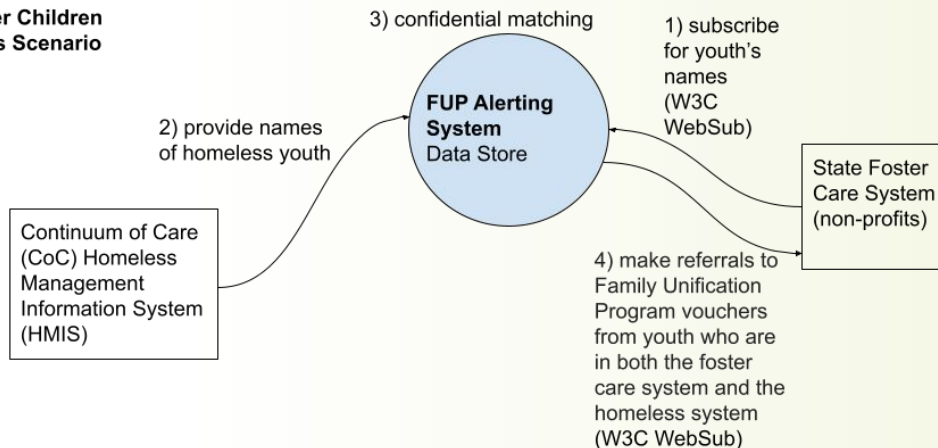 er Children
s Scenario
3) confidential matching
1) subscribe
for youth's
names
(W3C
WebSub)
2) provide names
of homeless youth
FUP Alerting
System
Data Store
State Foster
Care System
(non-profits)
Continuum of Care
(CoC) Homeless
Management
Information System
(HMIS)
4) make referrals to
Family Unification
Program vouchers
from youth who are
in both the foster
care system and the
homeless system
(W3C WebSub)